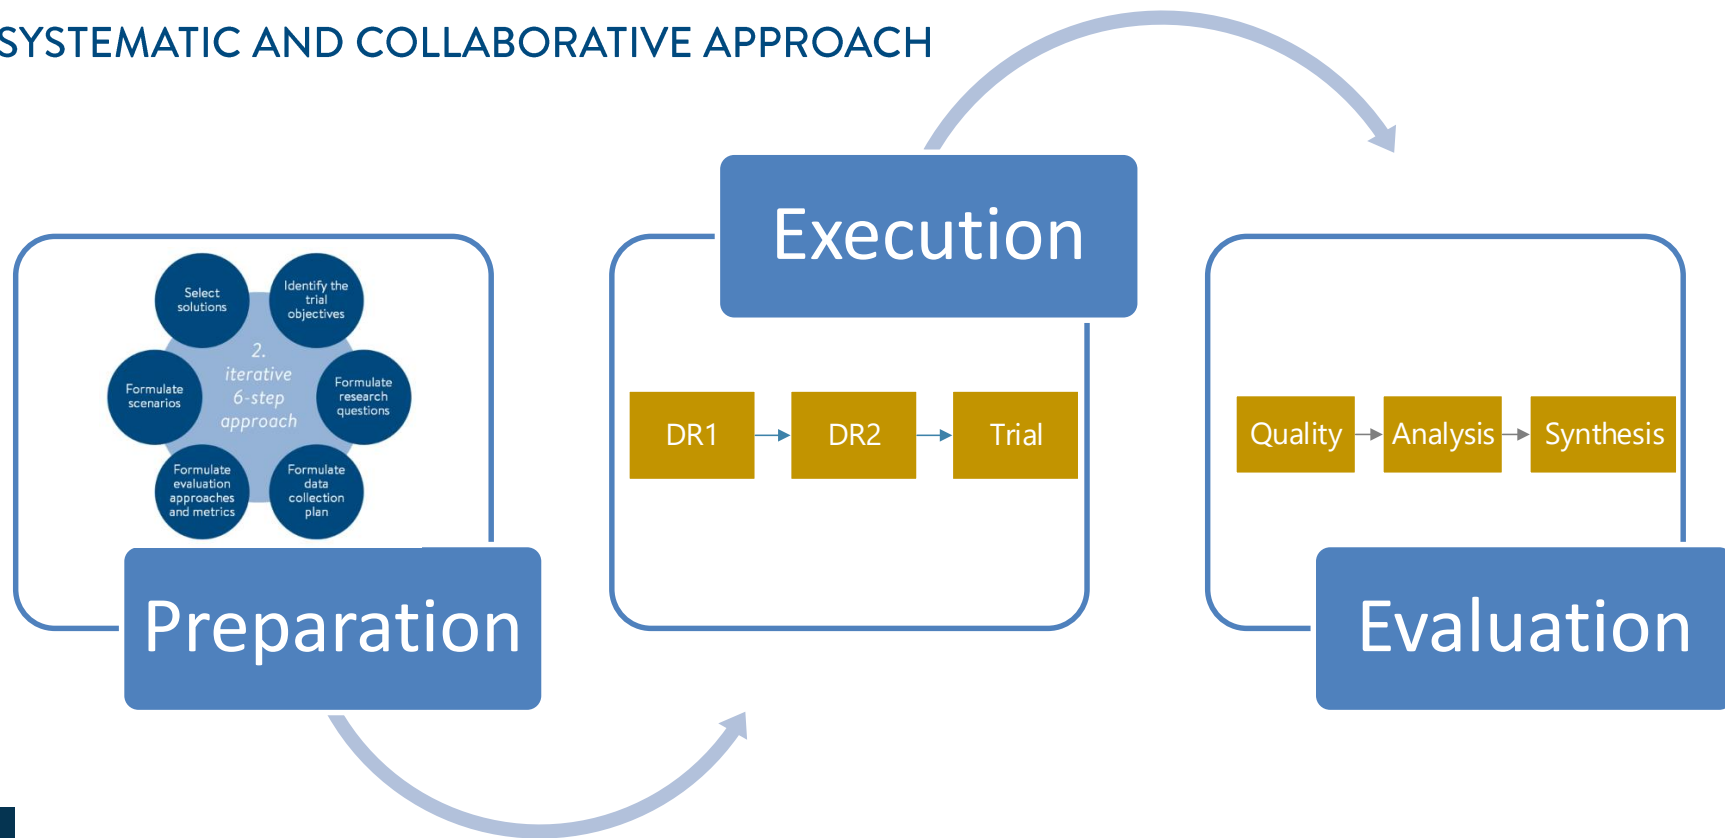 SYSTEMATIC AND COLLABORATIVE APPROACH
Select
solutions
Identify the
trial
objectives
2.
iterative
6-step
approach
Formulate
scenarios
Formulate
research
questions
Formulate
evaluation
approaches
and metrics
Formulate
data
collection
plan
Preparation
Execution
DR1
DR2
Trial
Quality
Analysis
Synthesis
Evaluation